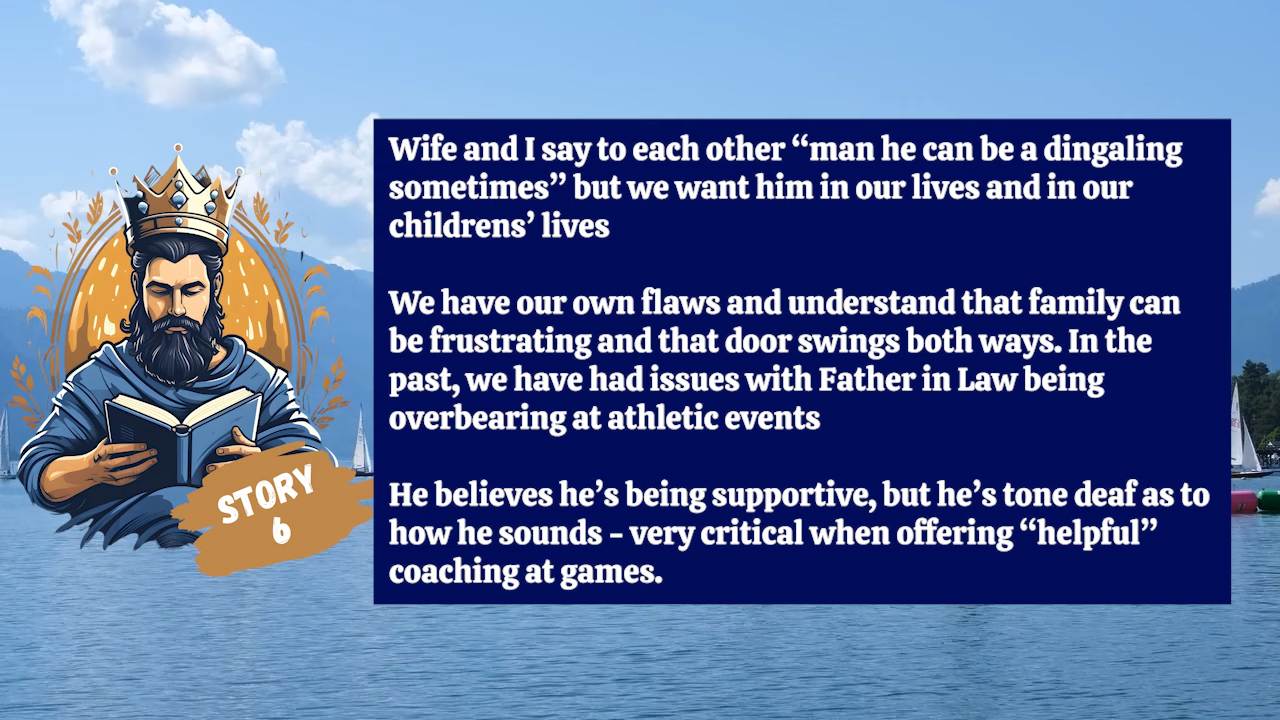 Wife and I say to each other “man he can be a dingaling
sometimes” but we want him in our lives and in our
childrens’ lives
We have our own flaws and understand that family can
be frustrating and that door swings both ways. In the
past, we have had issues with Father in Law being
overbearing at athletic events
He believes he’s being supportive, but he’s tone deaf as to
how he sounds - very critical when offering “helpful”
coaching at games.
STORY
6